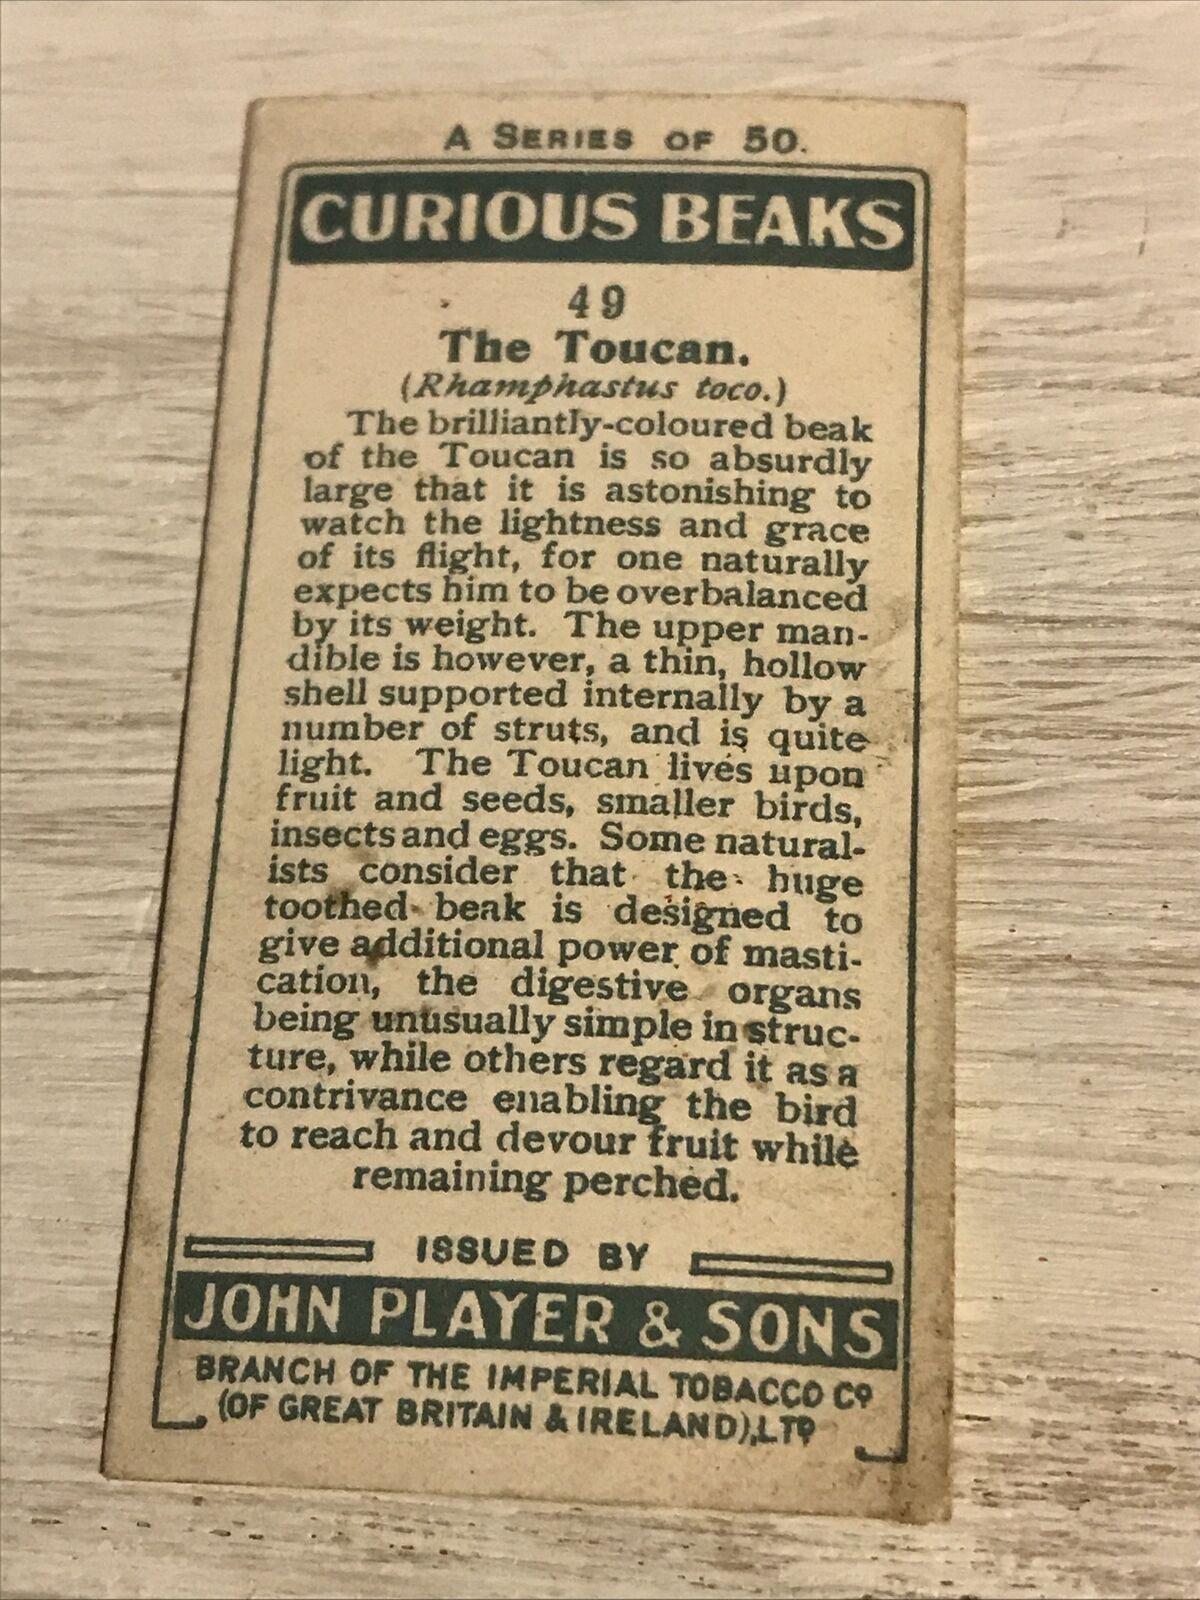 A SERIES OF 50.
CURIOUS BEAKS
49
The Toucan.
(Rhamphastus toco.)
The brilliantly-coloured beak
of the Toucan is so absurdly
large that it is astonishing to
watch the lightness and grace
of its flight, for one naturally
expects him to be overbalanced
by its weight. The upper man-
dible is however, a thin, hollow
shell supported internally by a
number of struts, and is quite
light. The Toucan lives upon
fruit and seeds, smaller birds,
insects and eggs. Some natural-
ists consider that the huge
toothed beak is designed to
give additional power of masti-
cation, the digestive organs
being unusually simple in struc-
ture, while others regard it as a
contrivance enabling the bird
to reach and devour fruit while
remaining perched.
ISSUED BY
JOHN PLAYER & SONS
BRANCH OF THE IMPERIAL TOBACCO CO
(OF GREAT BRITAIN & IRELAND), LTD